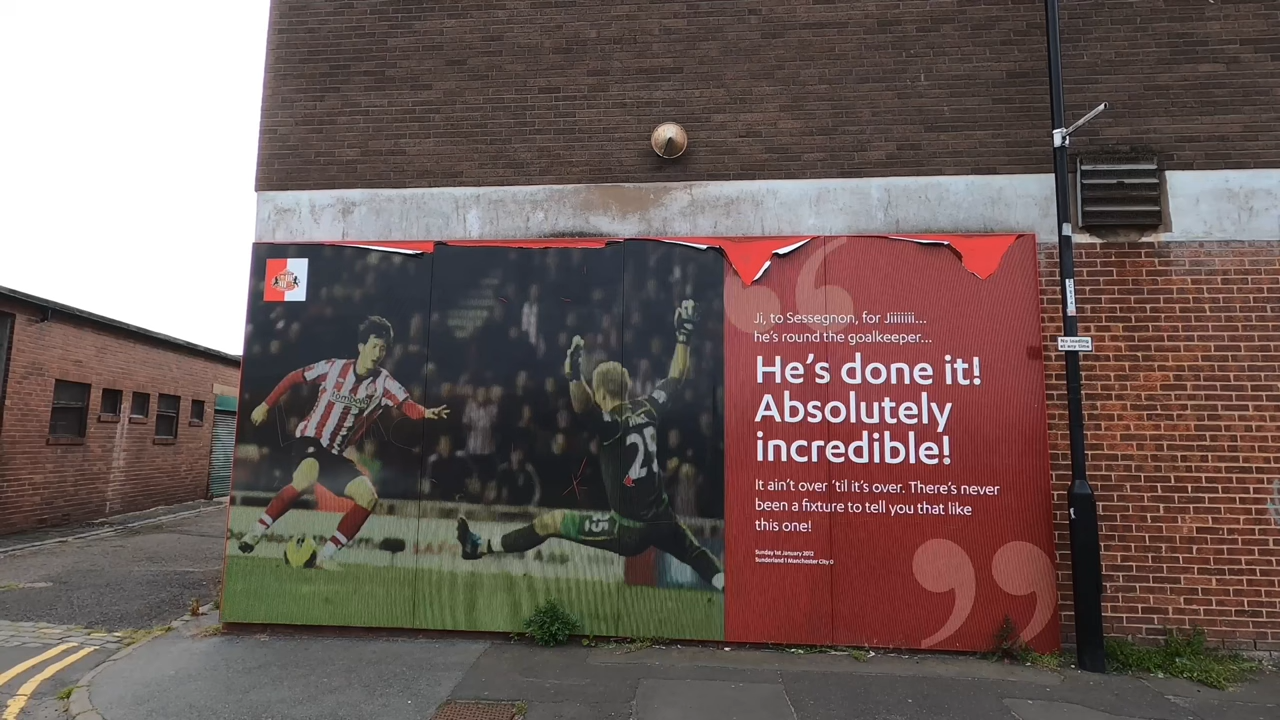 Ji, to Sessegnon, for Jiiiiiii...
he's round the goalkeeper...
He's done it!
Absolutely
incredible!
It ain't over 'til it's over. There's never
been a fixture to tell you that like
this one!
Sunday 1st January 2012
Sunderland 1 Manchester City 0
No loading
at any time
tombola
25